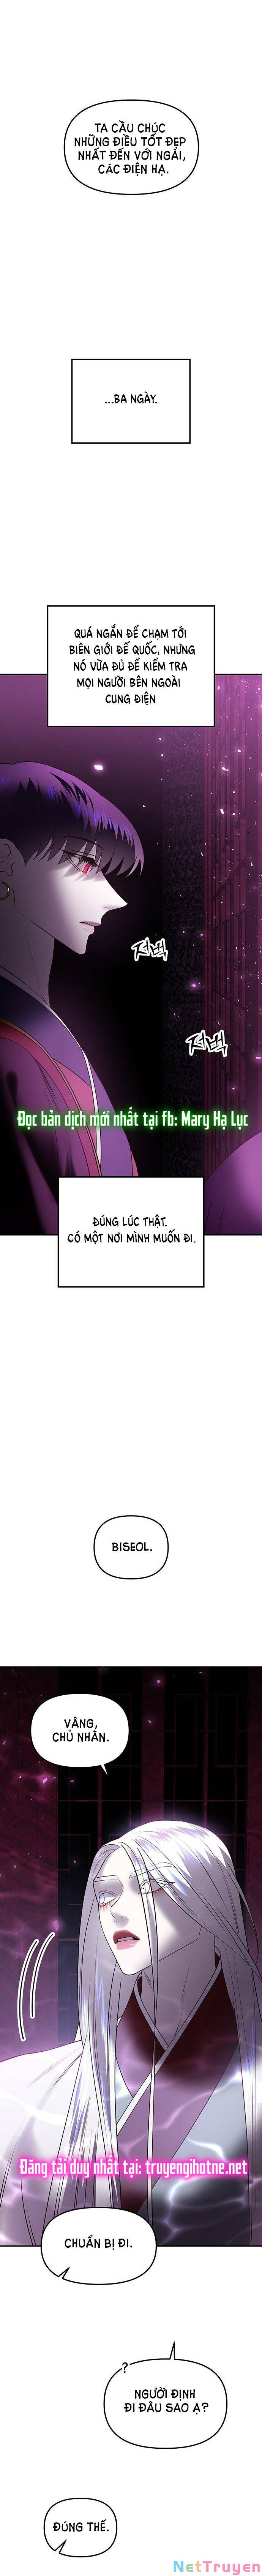 TA CẦU CHÚC
NHỮNG ĐIỀU TỐT ĐẸP
NHẤT ĐẾN VỚI NGÀI,
CÁC ĐIỆN HẠ.
...BA NGÀY.
QUÁ NGẮN ĐỂ CHẠM TỚI
BIÊN GIỚI ĐẾ QUỐC, NHƯNG
NÓ VỪA ĐỦ ĐỂ KIỂM TRA
MỌI NGƯỜI BÊN NGOÀI
CUNG ĐIỆN
저벅
저벅
Đọc bản dịch mới nhất tại fb: Mary Hạ Lục
ĐÚNG LÚC THẬT.
CÓ MỘT NƠI MÌNH MUỐN ĐI.
BISEOL.
VÂNG,
CHỦ NHÂN.
Đăng tải duy nhất tại: truyengihotne.net
CHUẨN BỊ ĐI.
?
NGƯỜI ĐỊNH
ĐI ĐÂU SAO Ạ?
ĐÚNG THẾ.
NetTruyen